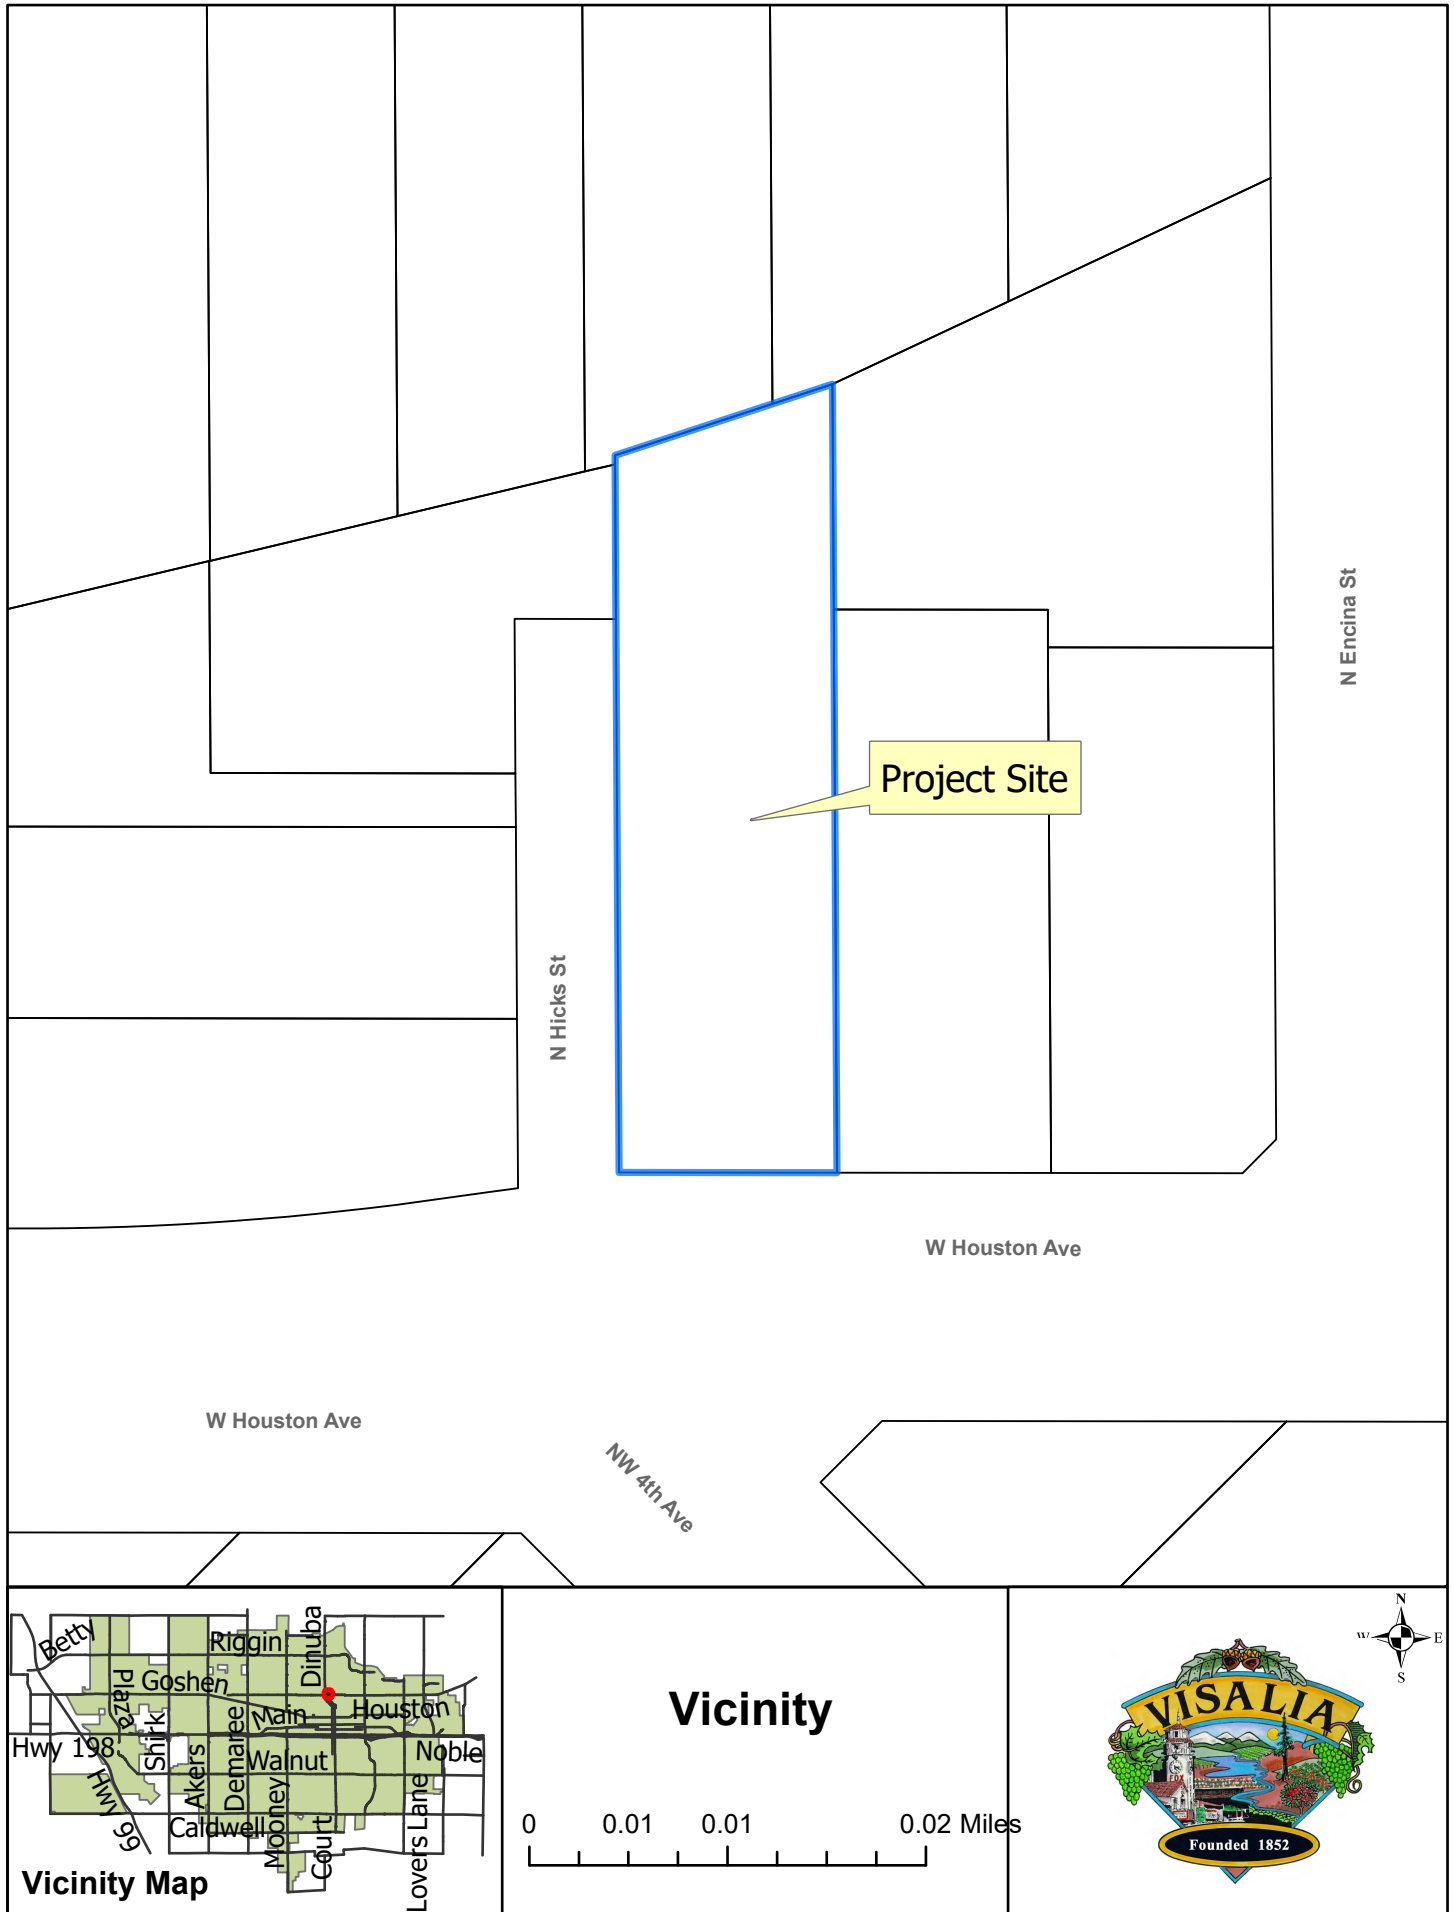 N Encina St
Project Site
N Hicks St
W Houston Ave
W Houston Ave
NW 4th Ave
Betty
Riggin
Dinuba
Plaza
Goshen
Main
Houston
Shirk
Demaree
Hwy 198
Akers
Walnut
Noble
Hwy 99
Mooney
Caldwell
Court
Lovers Lane
Vicinity Map
Vicinity
0 0.01 0.01 0.02 Miles
N
W E
S
VISALIA
FOX
Founded 1852